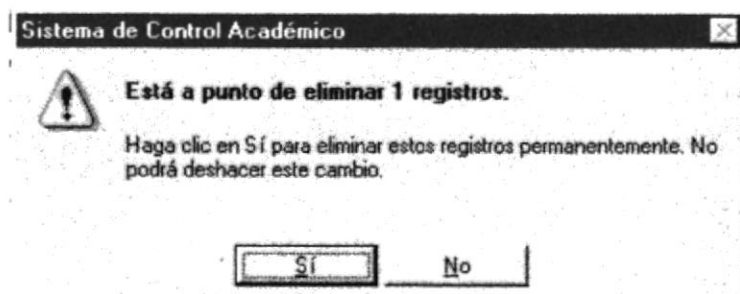 Sistema de Control Académico
Está a punto de eliminar 1 registros.
Haga clic en Sí para eliminar estos registros permanentemente. No
podrá deshacer este cambio.
Sí No